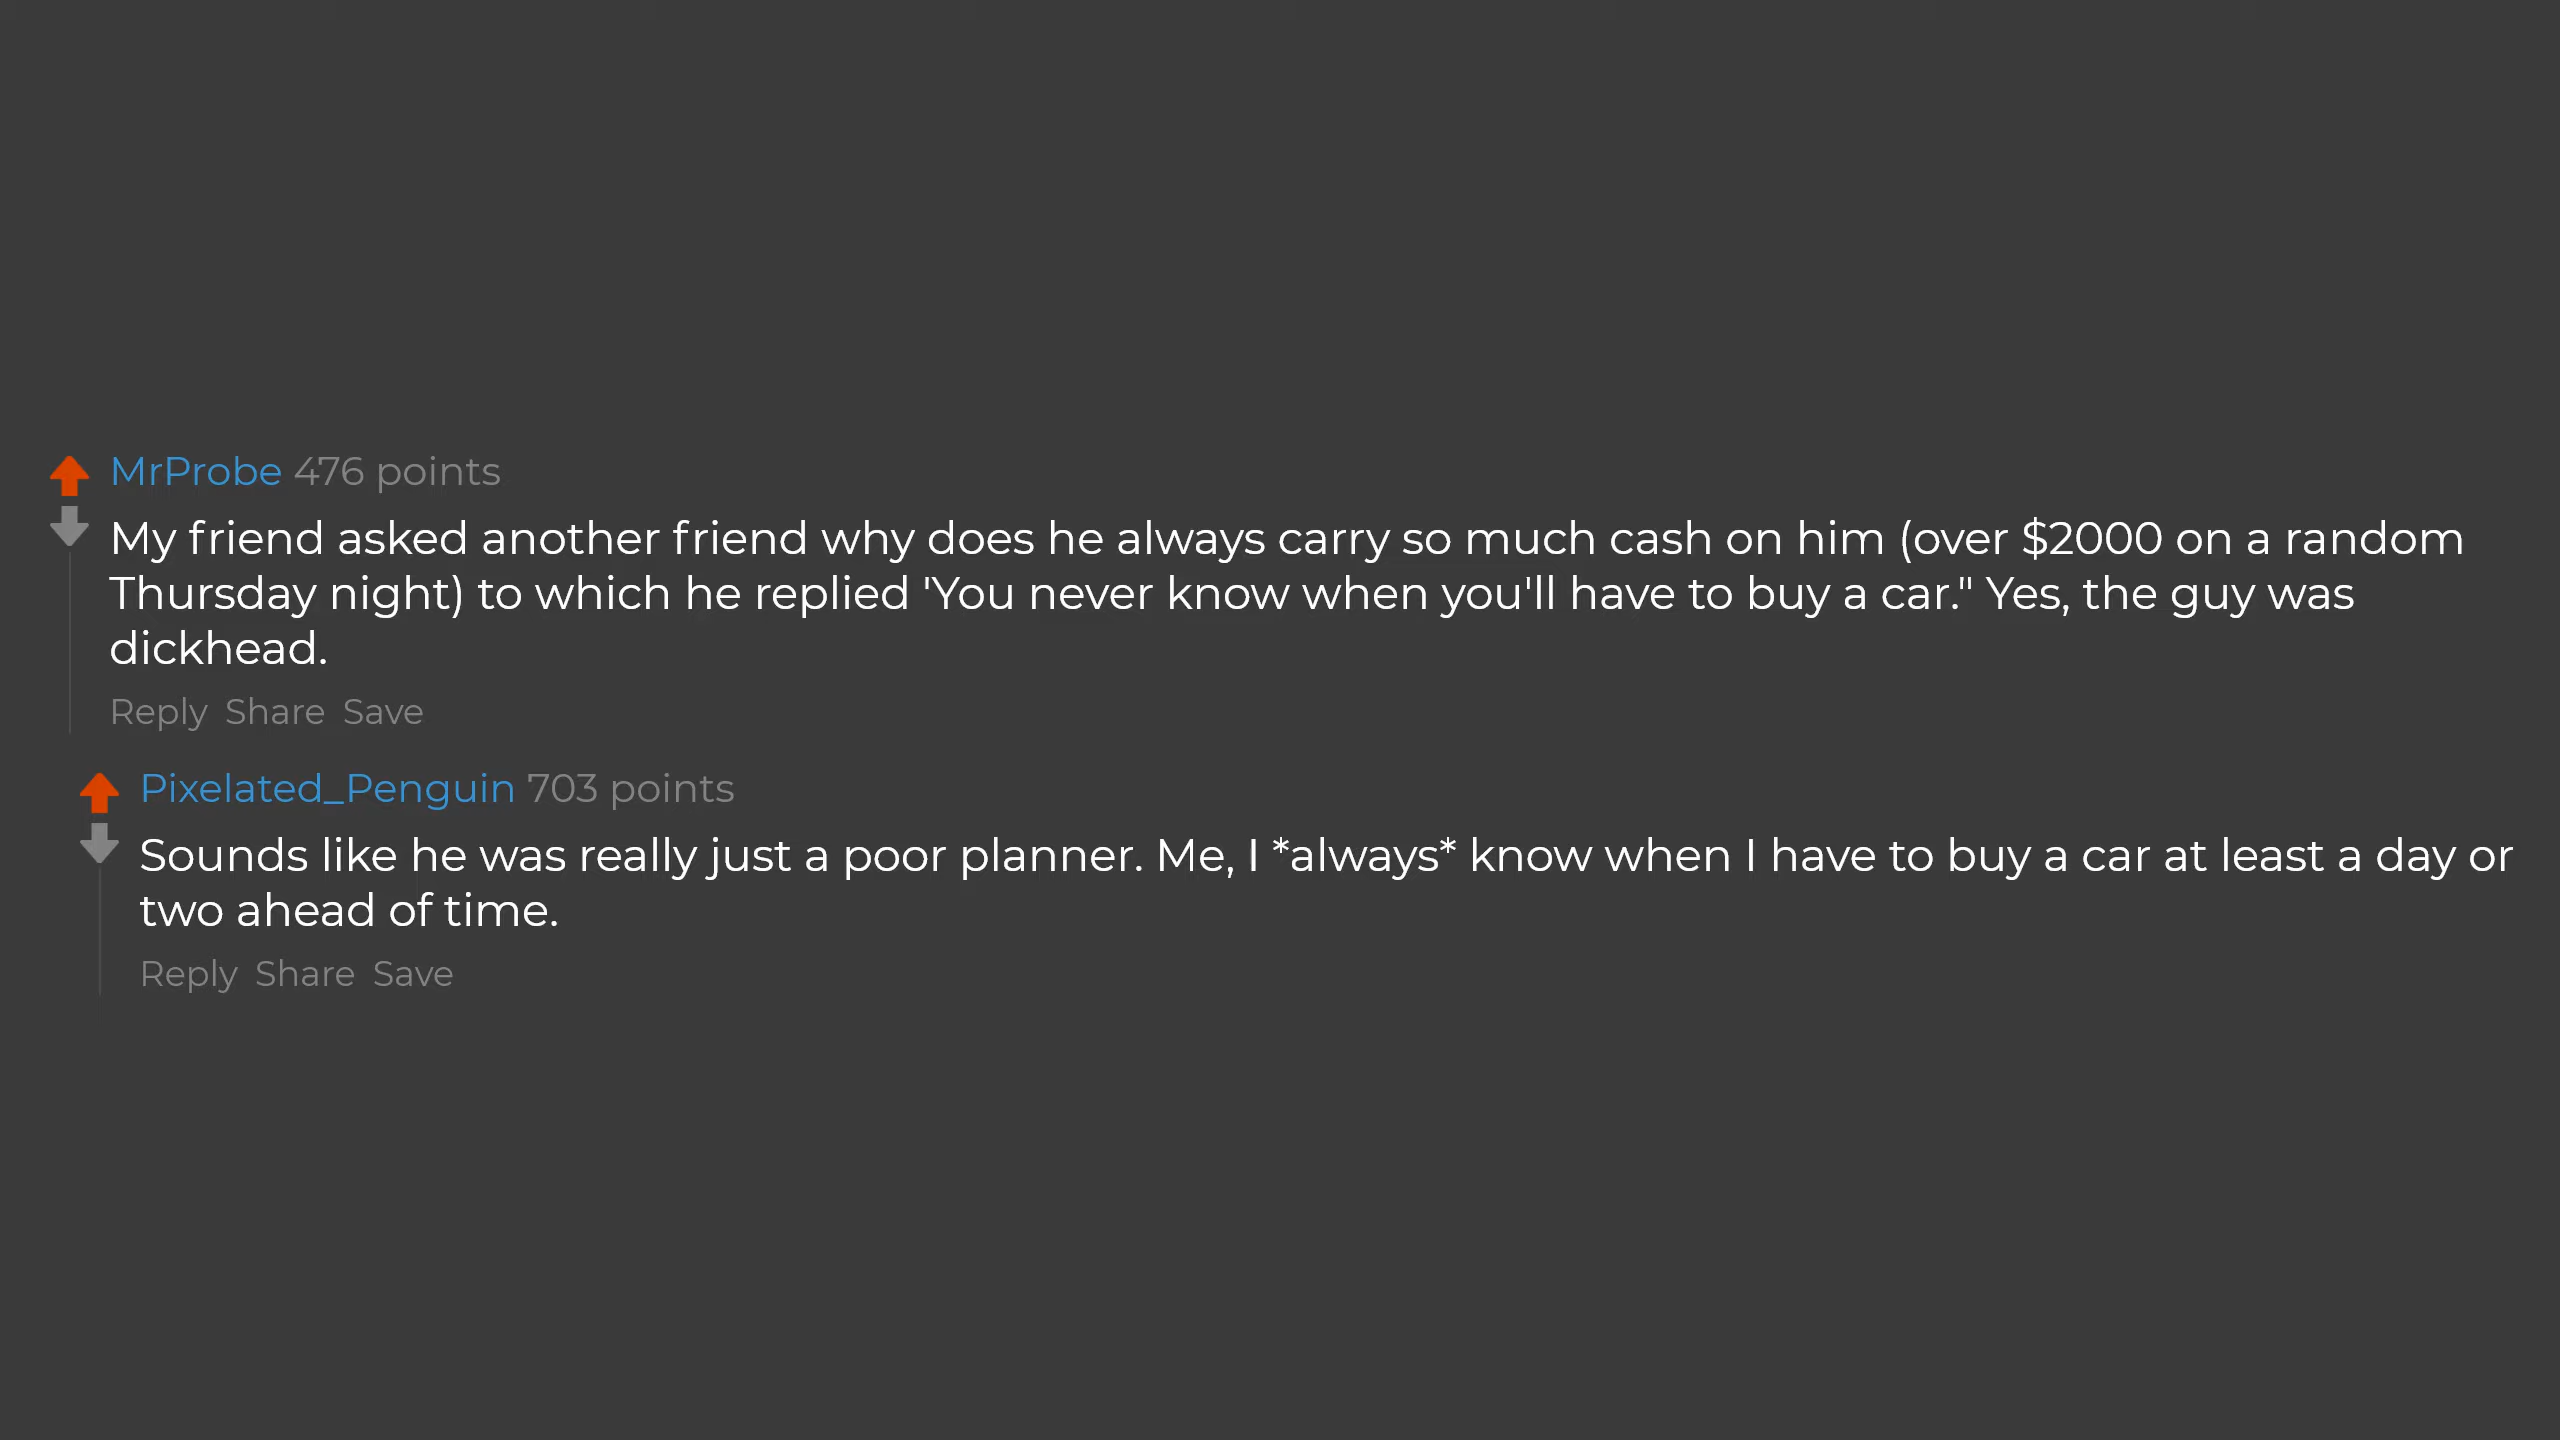 MrProbe 476 points
My friend asked another friend why does he always carry so much cash on him (over $2000 on a random
Thursday night) to which he replied 'You never know when you'll have to buy a car." Yes, the guy was
dickhead.
Reply Share Save
Pixelated_Penguin 703 points
Sounds like he was really just a poor planner. Me, I *always* know when I have to buy a car at least a day or
two ahead of time.
Reply Share Save